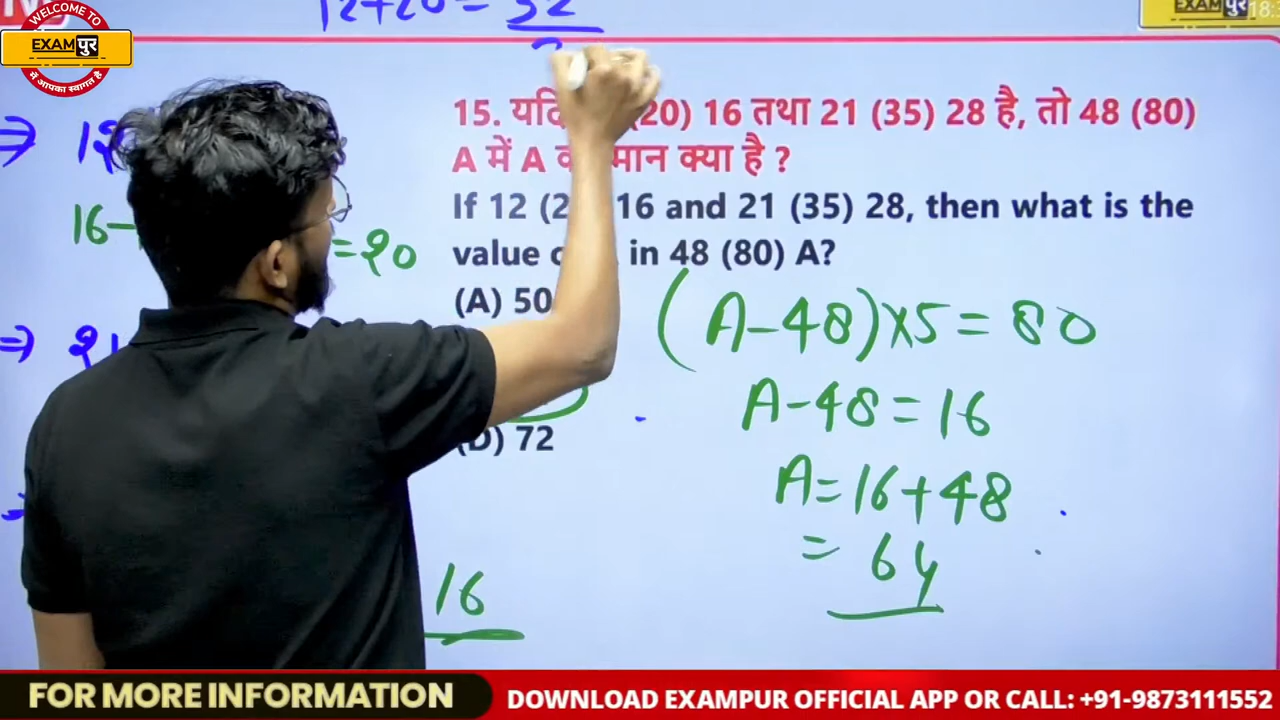 WELCOME TO
EXAMपुर
में आपका स्वागत है
EXAMपुर
18:
12+20 = 32
⇒ 12
16-
=20
⇒ 21
15. यदि (20) 16 तथा 21 (35) 28 है, तो 48 (80)
A में A मान क्या है ?
If 12 (2 16 and 21 (35) 28, then what is the
value in 48 (80) A?
(A) 50
(D) 72
(A-48)×5 = 80
A-48 = 16
A = 16+48
= 64
16
FOR MORE INFORMATION
DOWNLOAD EXAMPUR OFFICIAL APP OR CALL: +91-9873111552